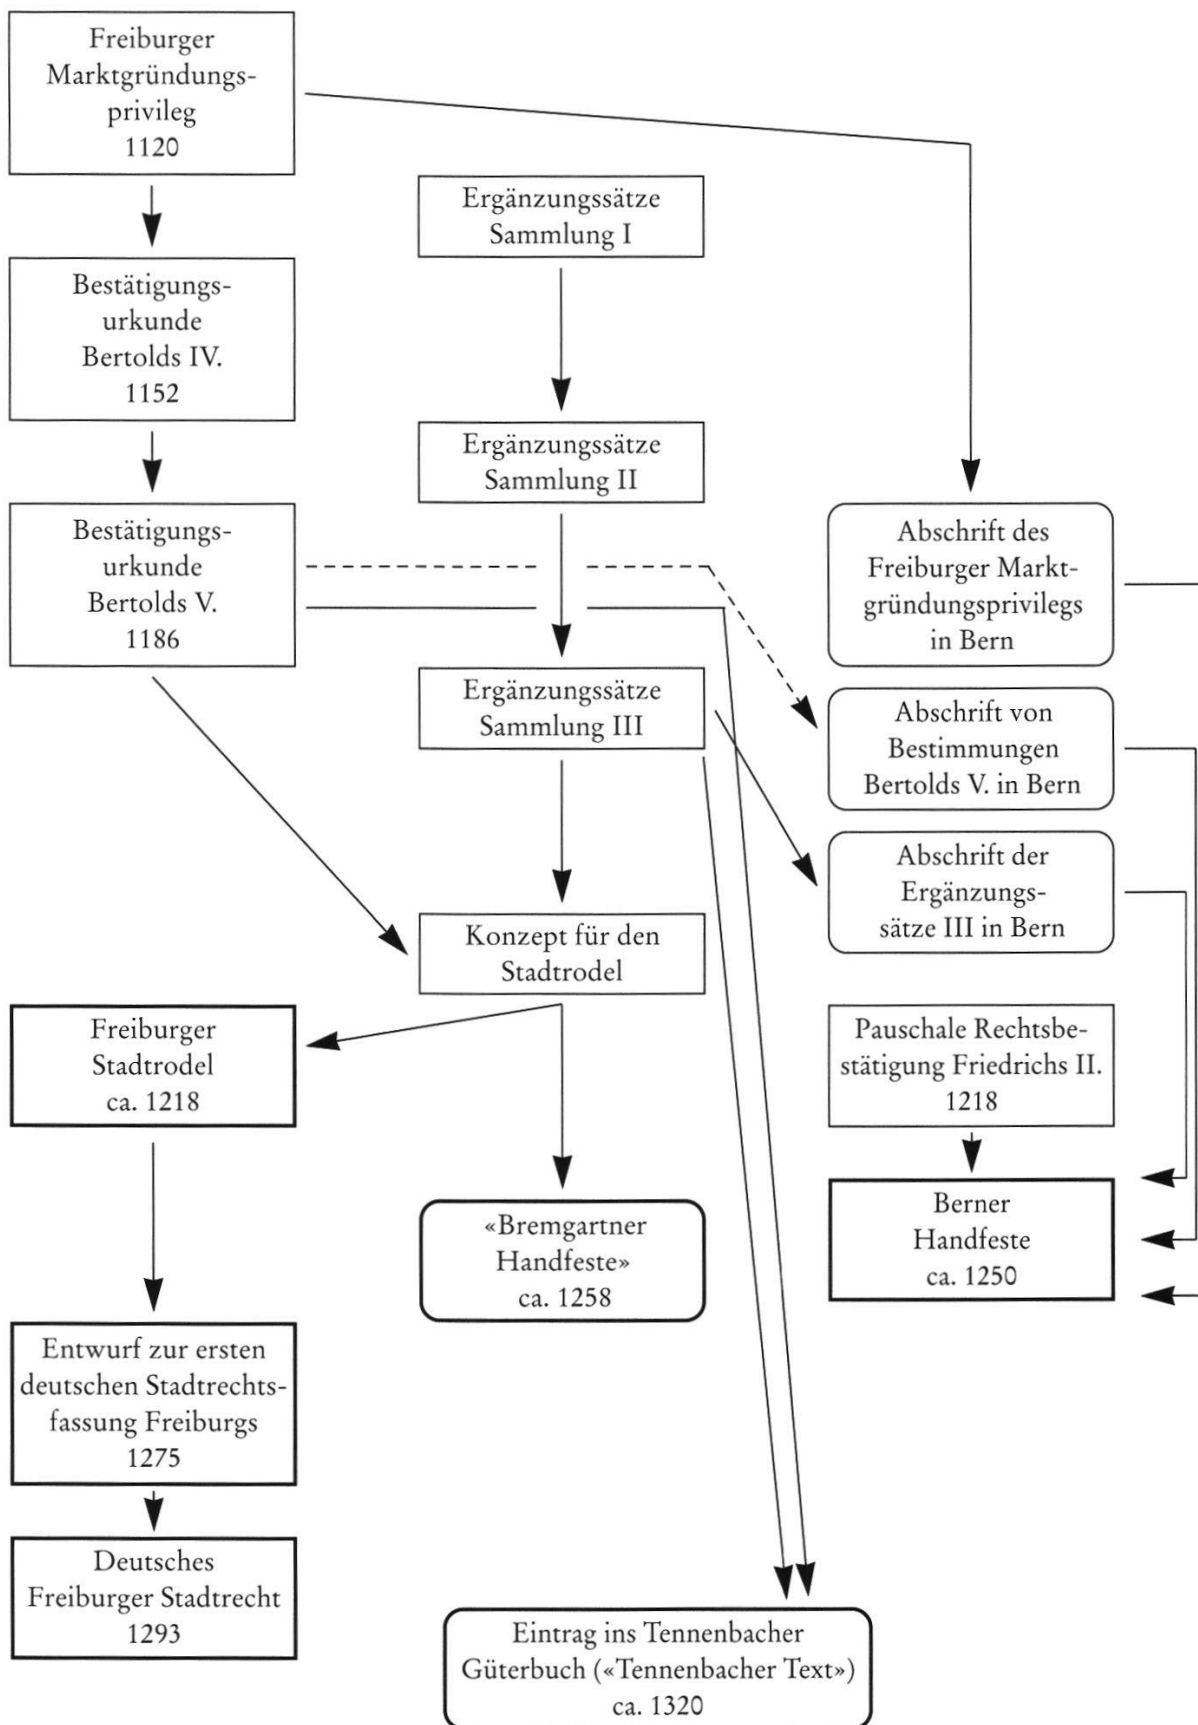 Freiburger
Marktgründungs-
privileg
1120
Ergänzungssätze
Sammlung I
Bestätigungs-
urkunde
Bertolds IV.
1152
Ergänzungssätze
Sammlung II
Bestätigungs-
urkunde
Bertolds V.
1186
Abschrift des
Freiburger Markt-
gründungsprivilegs
in Bern
Ergänzungssätze
Sammlung III
Abschrift von
Bestimmungen
Bertolds V. in Bern
Abschrift der
Ergänzungs-
sätze III in Bern
Konzept für den
Stadtrodel
Freiburger
Stadtrodel
ca. 1218
Pauschale Rechtsbe-
stätigung Friedrichs II.
1218
«Bremgartner
Handfeste»
ca. 1258
Berner
Handfeste
ca. 1250
Entwurf zur ersten
deutschen Stadtrechts-
fassung Freiburgs
1275
Deutsches
Freiburger Stadtrecht
1293
Eintrag ins Tennenbacher
Güterbuch («Tennenbacher Text»)
ca. 1320